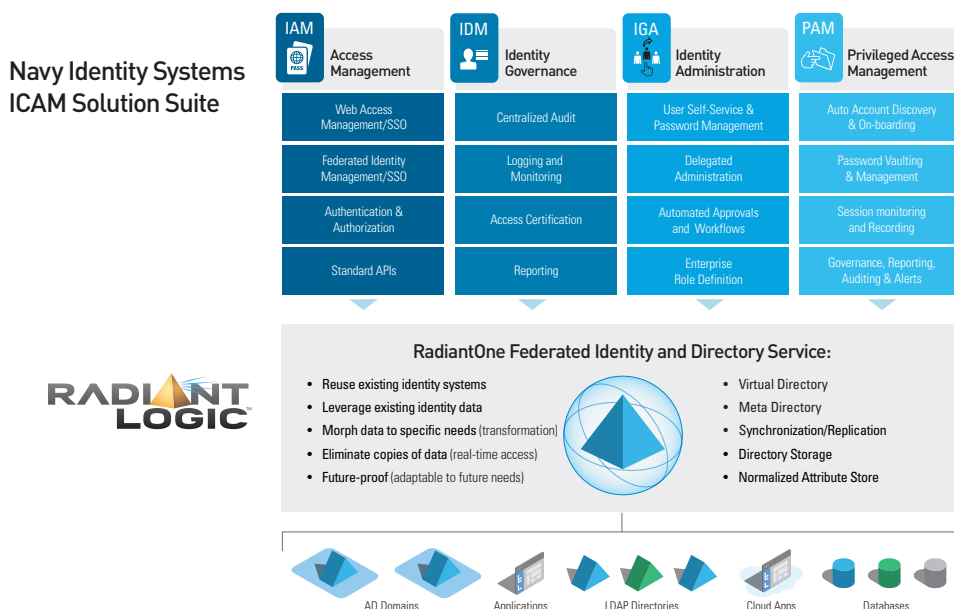 Navy Identity Systems
ICAM Solution Suite
IAM
PASS
Access
Management
Web Access
Management/SSO
Federated Identity
Management/SSO
Authentication &
Authorization
Standard APIs
IDM
Identity
Governance
Centralized Audit
Logging and
Monitoring
Access Certification
Reporting
IGA
Identity
Administration
User Self-Service &
Password Management
Delegated
Administration
Automated Approvals
and Workflows
Enterprise
Role Definition
PAM
Privileged Access
Management
Auto Account Discovery
& On-boarding
Password Vaulting
& Management
Session monitoring
and Recording
Governance, Reporting,
Auditing & Alerts
RADIANT
LOGIC™
RadiantOne Federated Identity and Directory Service:
• Reuse existing identity systems
• Leverage existing identity data
• Morph data to specific needs (transformation)
• Eliminate copies of data (real-time access)
• Future-proof (adaptable to future needs)
• Virtual Directory
• Meta Directory
• Synchronization/Replication
• Directory Storage
• Normalized Attribute Store
AD Domains
Applications
LDAP Directories
Cloud Apps
Databases